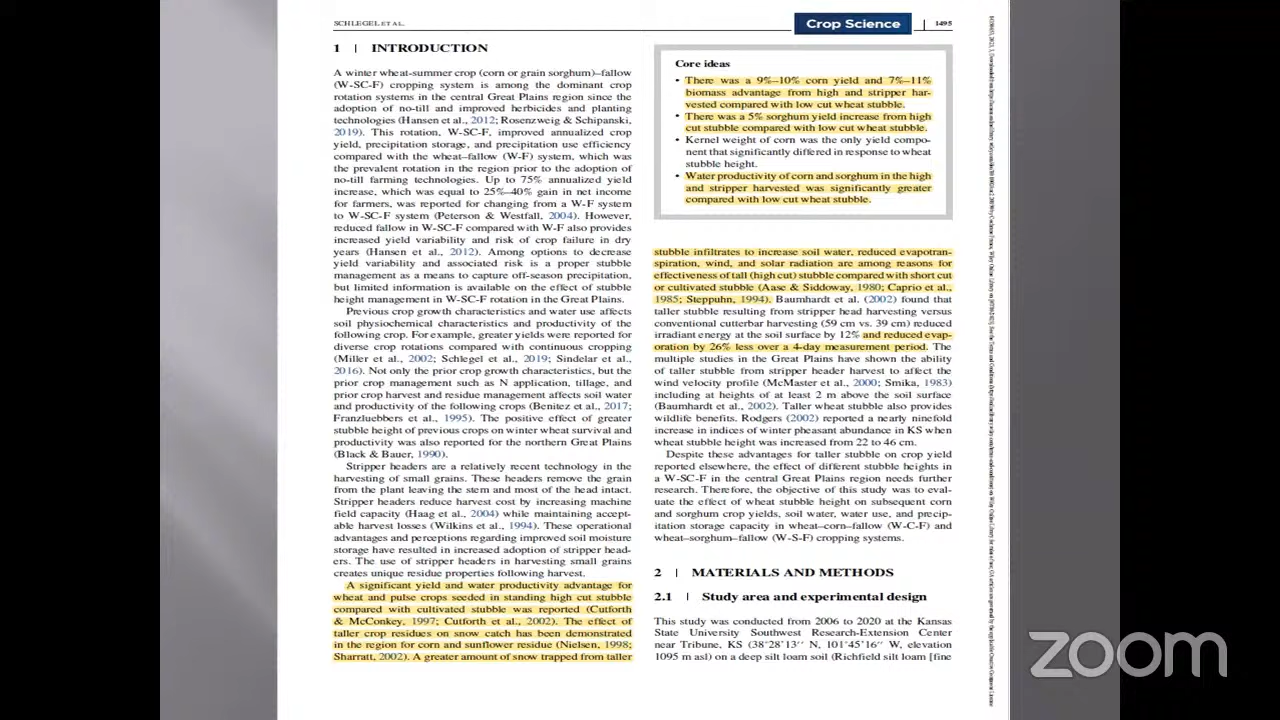 SCHLEGEL ET AL.
Crop Science
1495
1 | INTRODUCTION
A winter wheat-summer crop (corn or grain sorghum)–fallow
(W-SC-F) cropping system is among the dominant crop
rotation systems in the central Great Plains region since the
adoption of no-till and improved herbicides and planting
technologies (Hansen et al., 2012; Rosenzweig & Schipanski,
2019). This rotation, W-SC-F, improved annualized crop
yield, precipitation storage, and precipitation use efficiency
compared with the wheat–fallow (W-F) system, which was
the prevalent rotation in the region prior to the adoption of
no-till farming technologies. Up to 75% annualized yield
increase, which was equal to 25%–40% gain in net income
for farmers, was reported for changing from a W-F system
to W-SC-F system (Peterson & Westfall, 2004). However,
reduced fallow in W-SC-F compared with W-F also provides
increased yield variability and risk of crop failure in dry
years (Hansen et al., 2012). Among options to decrease
yield variability and associated risk is a proper stubble
management as a means to capture off-season precipitation,
but limited information is available on the effect of stubble
height management in W-SC-F rotation in the Great Plains.
Previous crop growth characteristics and water use affects
soil physiochemical characteristics and productivity of the
following crop. For example, greater yields were reported for
diverse crop rotations compared with continuous cropping
(Miller et al., 2002; Schlegel et al., 2019; Sindelar et al.,
2016). Not only the prior crop growth characteristics, but the
prior crop management such as N application, tillage, and
prior crop harvest and residue management affects soil water
and productivity of the following crops (Benitez et al., 2017;
Franzluebbers et al., 1995). The positive effect of greater
stubble height of previous crops on winter wheat survival and
productivity was also reported for the northern Great Plains
(Black & Bauer, 1990).
Stripper headers are a relatively recent technology in the
harvesting of small grains. These headers remove the grain
from the plant leaving the stem and most of the head intact.
Stripper headers reduce harvest cost by increasing machine
field capacity (Haag et al., 2004) while maintaining accept-
able harvest losses (Wilkins et al., 1994). These operational
advantages and perceptions regarding improved soil moisture
storage have resulted in increased adoption of stripper head-
ers. The use of stripper headers in harvesting small grains
creates unique residue properties following harvest.
A significant yield and water productivity advantage for
wheat and pulse crops seeded in standing high cut stubble
compared with cultivated stubble was reported (Cutforth
& McConkey, 1997; Cutforth et al., 2002). The effect of
taller crop residues on snow catch has been demonstrated
in the region for corn and sunflower residue (Nielsen, 1998;
Sharratt, 2002). A greater amount of snow trapped from taller
Core ideas
• There was a 9%–10% corn yield and 7%–11%
biomass advantage from high and stripper har-
vested compared with low cut wheat stubble.
• There was a 5% sorghum yield increase from high
cut stubble compared with low cut wheat stubble.
• Kernel weight of corn was the only yield compo-
nent that significantly differed in response to wheat
stubble height.
• Water productivity of corn and sorghum in the high
and stripper harvested was significantly greater
compared with low cut wheat stubble.
stubble infiltrates to increase soil water, reduced evapotran-
spiration, wind, and solar radiation are among reasons for
effectiveness of tall (high cut) stubble compared with short cut
or cultivated stubble (Aase & Siddoway, 1980; Caprio et al.,
1985; Steppuhn, 1994). Baumhardt et al. (2002) found that
taller stubble resulting from stripper head harvesting versus
conventional cutterbar harvesting (59 cm vs. 39 cm) reduced
irradiant energy at the soil surface by 12% and reduced evap-
oration by 26% less over a 4-day measurement period. The
multiple studies in the Great Plains have shown the ability
of taller stubble from stripper header harvest to affect the
wind velocity profile (McMaster et al., 2000; Smika, 1983)
including at heights of at least 2 m above the soil surface
(Baumhardt et al., 2002). Taller wheat stubble also provides
wildlife benefits. Rodgers (2002) reported a nearly ninefold
increase in indices of winter pheasant abundance in KS when
wheat stubble height was increased from 22 to 46 cm.
Despite these advantages for taller stubble on crop yield
reported elsewhere, the effect of different stubble heights in
a W-SC-F in the central Great Plains region needs further
research. Therefore, the objective of this study was to eval-
uate the effect of wheat stubble height on subsequent corn
and sorghum crop yields, soil water, water use, and precip-
itation storage capacity in wheat–corn–fallow (W-C-F) and
wheat–sorghum–fallow (W-S-F) cropping systems.
2 | MATERIALS AND METHODS
2.1 | Study area and experimental design
This study was conducted from 2006 to 2020 at the Kansas
State University Southwest Research-Extension Center
near Tribune, KS (38°28′13″ N, 101°45′16″ W, elevation
1095 m asl) on a deep silt loam soil (Richfield silt loam [fine
zoom